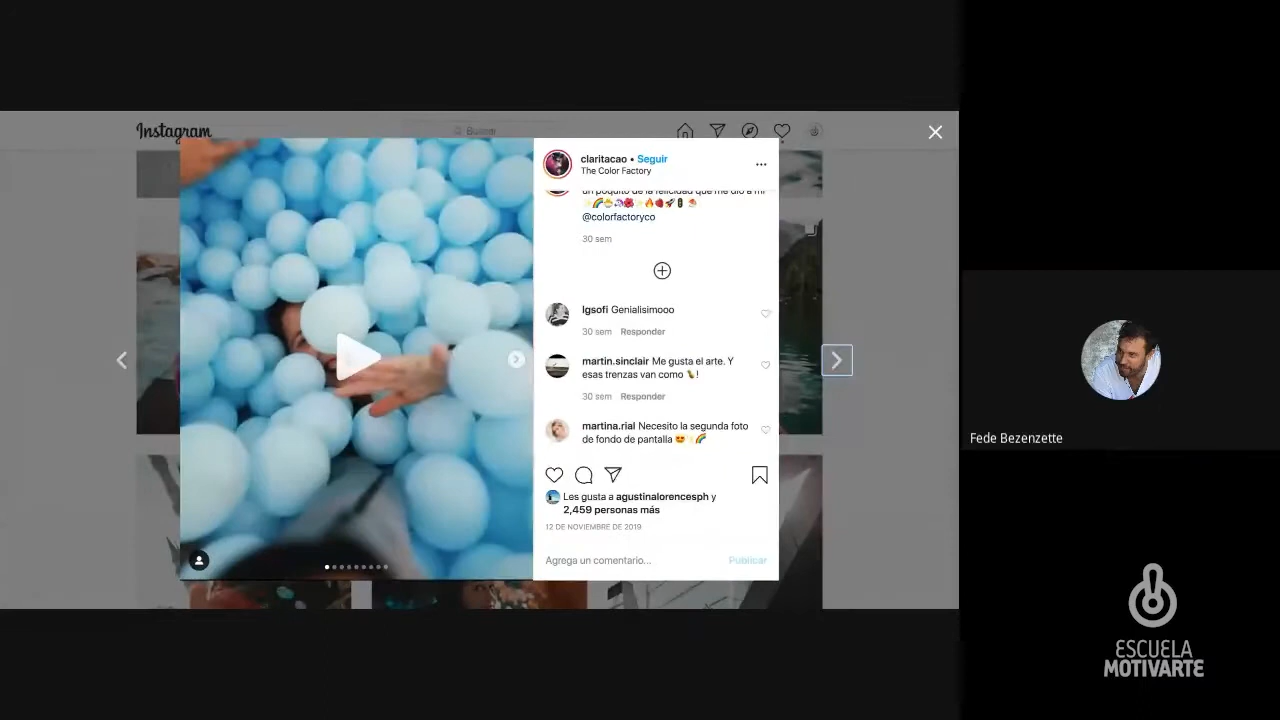 Instagram
Buscar
claritacao • Seguir
The Color Factory
un poquito de la felicidad que me dio a mi
@colorfactoryco
30 sem
lgsofi Genialisimooo
30 sem Responder
martin.sinclair Me gusta el arte. Y
esas trenzas van como !
30 sem Responder
martina.rial Necesito la segunda foto
de fondo de pantalla
Les gusta a agustinalorencesph y
2,459 personas más
12 DE NOVIEMBRE DE 2019
Agrega un comentario...
Publicar
Fede Bezenzette
ESCUELA
MOTIVARTE